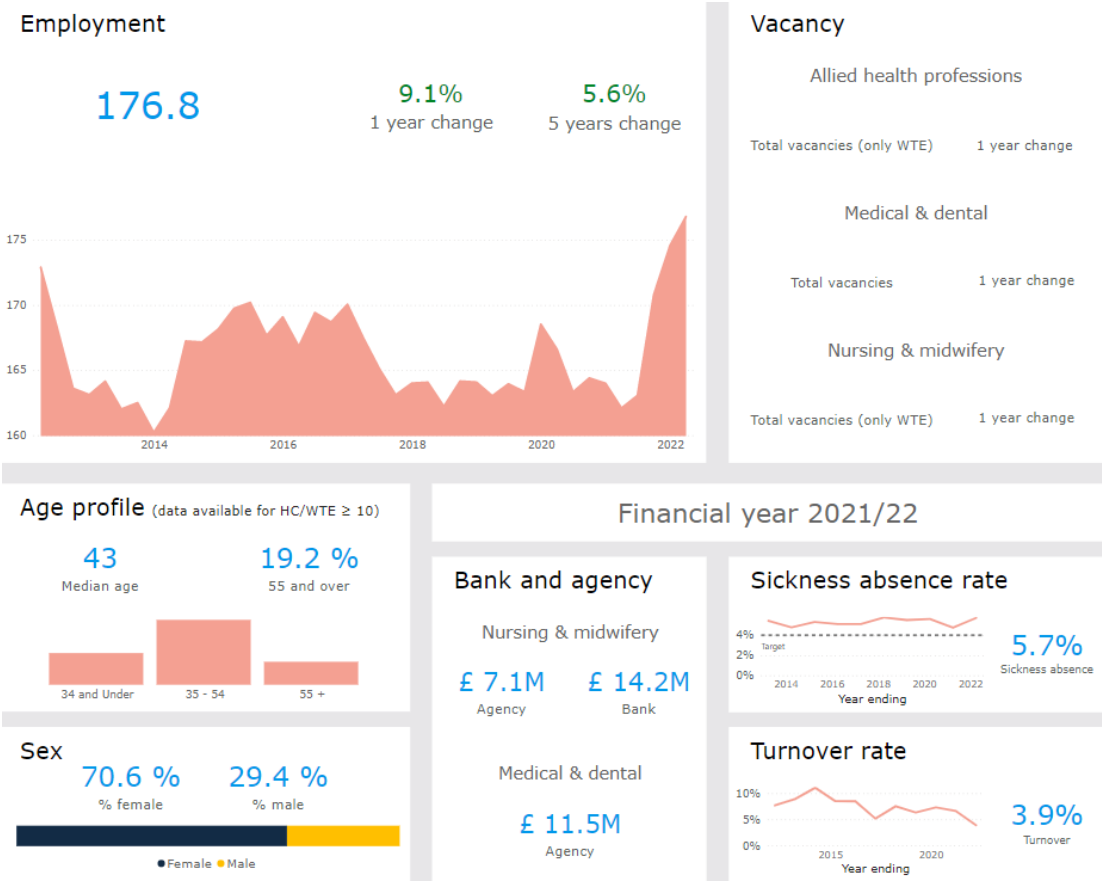 Employment
176.8
9.1%
1 year change
5.6%
5 years change
175
170
165
160
2014
2016
2018
2020
2022
Vacancy
Allied health professions
Total vacancies (only WTE)
1 year change
Medical & dental
Total vacancies
1 year change
Nursing & midwifery
Total vacancies (only WTE)
1 year change
Age profile (data available for HC/WTE ≥ 10)
43
Median age
19.2 %
55 and over
34 and Under
35 - 54
55 +
Sex
70.6 %
% female
29.4 %
% male
Female
Male
Financial year 2021/22
Bank and agency
Nursing & midwifery
£ 7.1M
Agency
£ 14.2M
Bank
Medical & dental
£ 11.5M
Agency
Sickness absence rate
4%
2%
0%
Target
2014
2016
2018
2020
2022
Year ending
5.7%
Sickness absence
Turnover rate
10%
5%
0%
2015
2020
Year ending
3.9%
Turnover